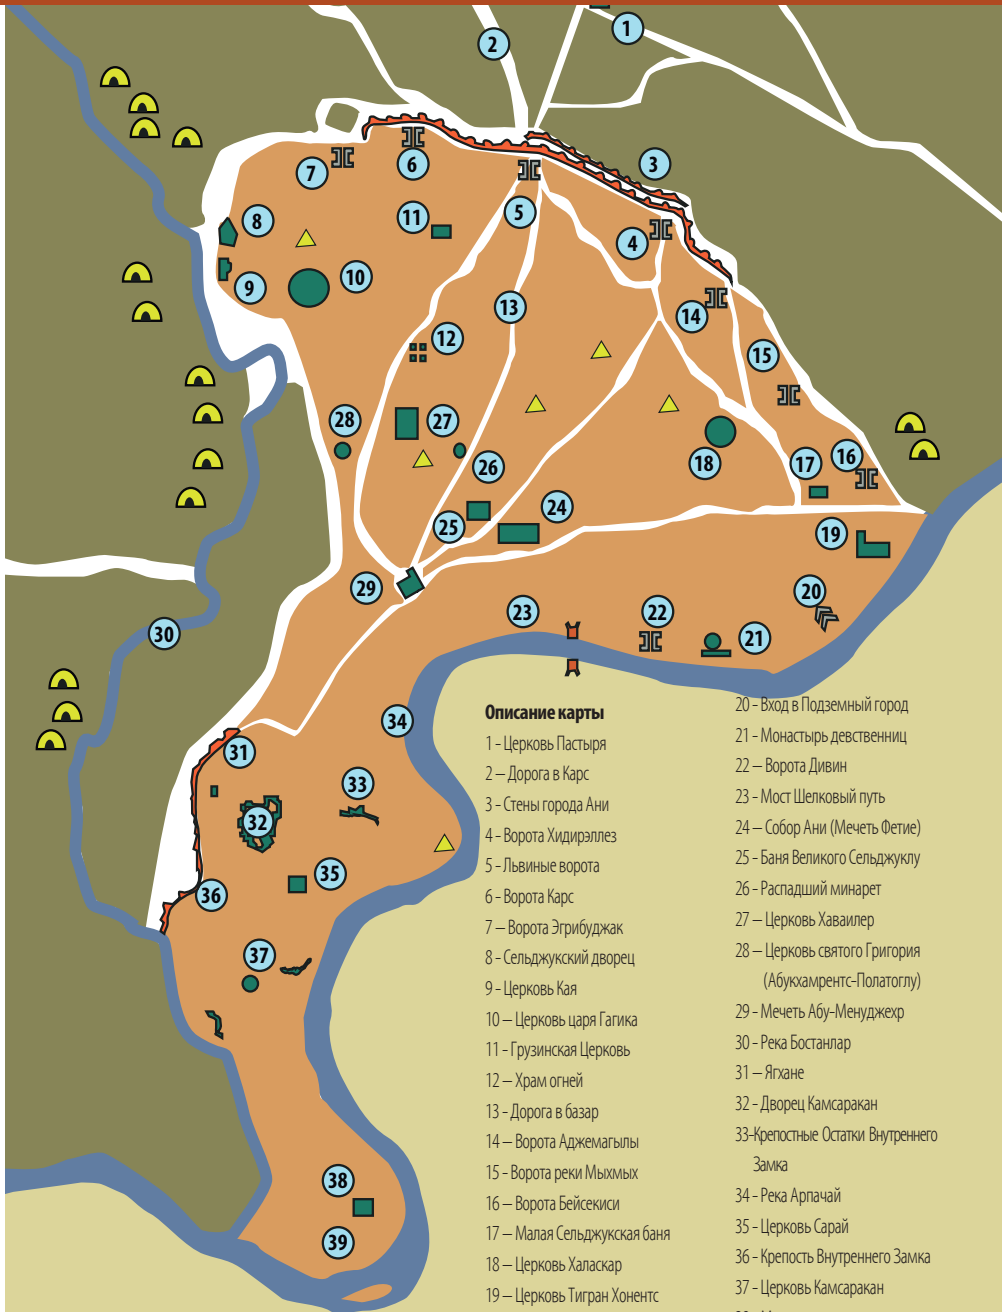 1
2
3
7
6
5
4
8
11
9
10
13
14
12
15
28
27
26
18
17
16
25
24
19
29
20
23
22
21
30
34
31
33
32
35
36
37
38
39
Описание карты
1 - Церковь Пастыря
2 – Дорога в Карс
3 - Стены города Ани
4 - Ворота Хидирэллез
5 - Львиные ворота
6 - Ворота Карс
7 – Ворота Эгрибуджак
8 - Сельджукский дворец
9 - Церковь Кая
10 – Церковь царя Гагика
11 - Грузинская Церковь
12 – Храм огней
13 - Дорога в базар
14 – Ворота Аджемагылы
15 - Ворота реки Мыхмых
16 – Ворота Бейсекиси
17 – Малая Сельджукская баня
18 – Церковь Халаскар
19 – Церковь Тигран Хонентс
20 - Вход в Подземный город
21 - Монастырь девственниц
22 – Ворота Дивин
23 - Мост Шелковый путь
24 – Собор Ани (Мечеть Фетие)
25 - Баня Великого Сельджуклу
26 - Распадший минарет
27 – Церковь Хаваилер
28 – Церковь святого Григория
(Абукхамрентс-Полатоглу)
29 - Мечеть Абу-Менуджехр
30 - Река Бостанлар
31 – Ягхане
32 - Дворец Камсаракан
33-Крепостные Остатки Внутреннего
Замка
34 - Река Арпачай
35 - Церковь Сарай
36 - Крепость Внутреннего Замка
37 - Церковь Камсаракан